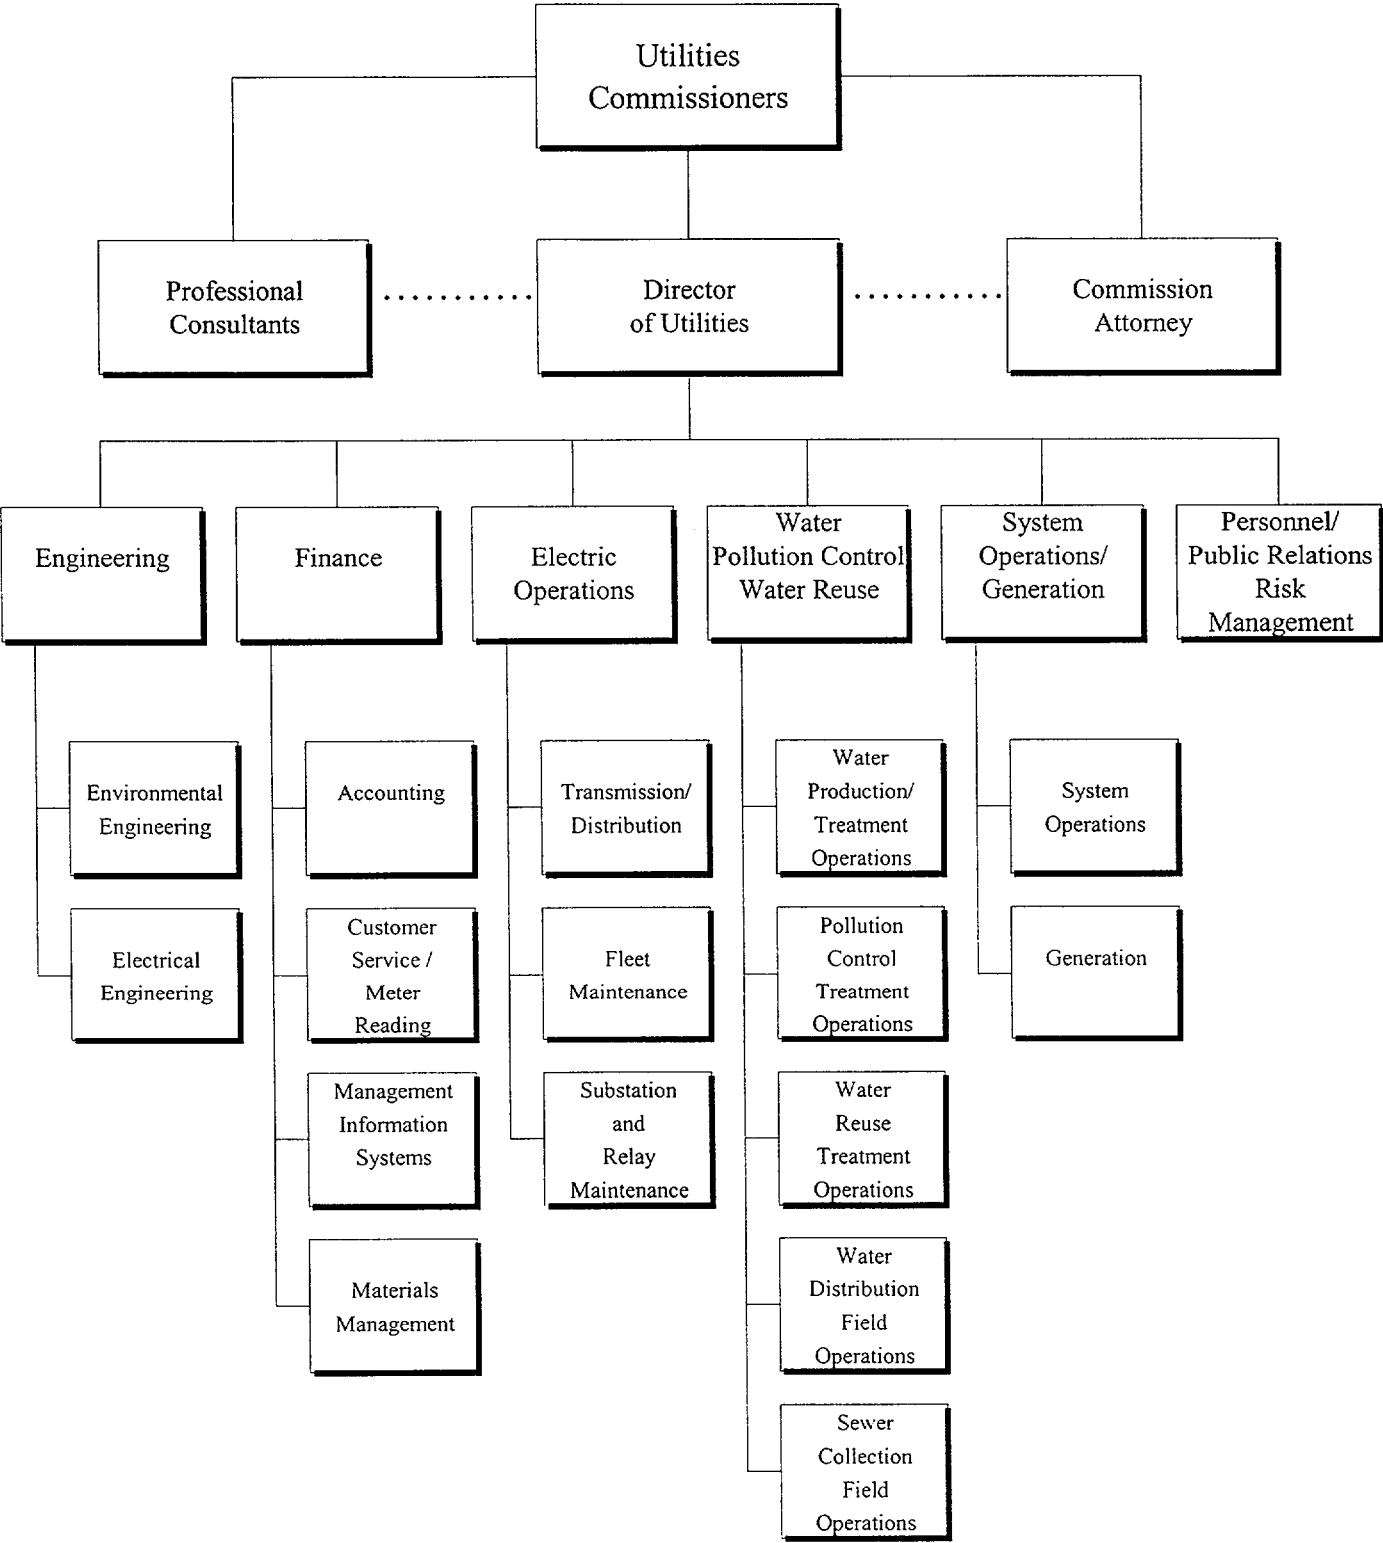 Utilities
Commissioners
Professional
Consultants
Director
of Utilities
Commission
Attorney
Engineering
Finance
Electric
Operations
Water
Pollution Control
Water Reuse
System
Operations/
Generation
Personnel/
Public Relations
Risk
Management
Environmental
Engineering
Electrical
Engineering
Accounting
Customer
Service /
Meter
Reading
Management
Information
Systems
Materials
Management
Transmission/
Distribution
Fleet
Maintenance
Substation
and
Relay
Maintenance
Water
Production/
Treatment
Operations
Pollution
Control
Treatment
Operations
Water
Reuse
Treatment
Operations
Water
Distribution
Field
Operations
Sewer
Collection
Field
Operations
System
Operations
Generation